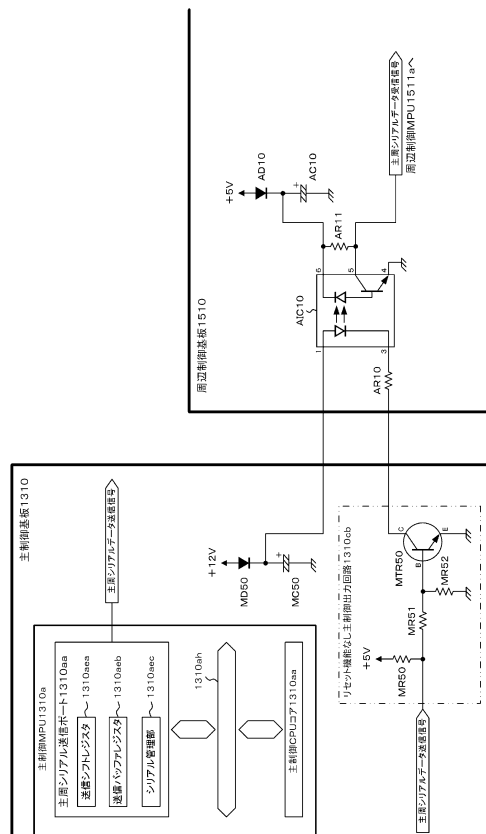 主制御基板1310
主制御MPU1310a
主周シリアル送信ポート1310aa
送信シフトレジスタ
1310aea
送信バッファレジスタ
1310aeb
シリアル管理部
1310aec
1310ah
主制御CPUコア1310aa
主周シリアルデータ送信信号
+12V
MD50
MC50
+
リセット機能なし主制御出力回路1310cb
+5V
MR50
MR51
MR52
MTR50
B
C
E
主周シリアルデータ送信信号
周辺制御基板1510
+5V
AD10
AC10
+
AR11
AIC10
1
3
6
5
4
AR10
主周シリアルデータ受信信号
周辺制御MPU1511aへ